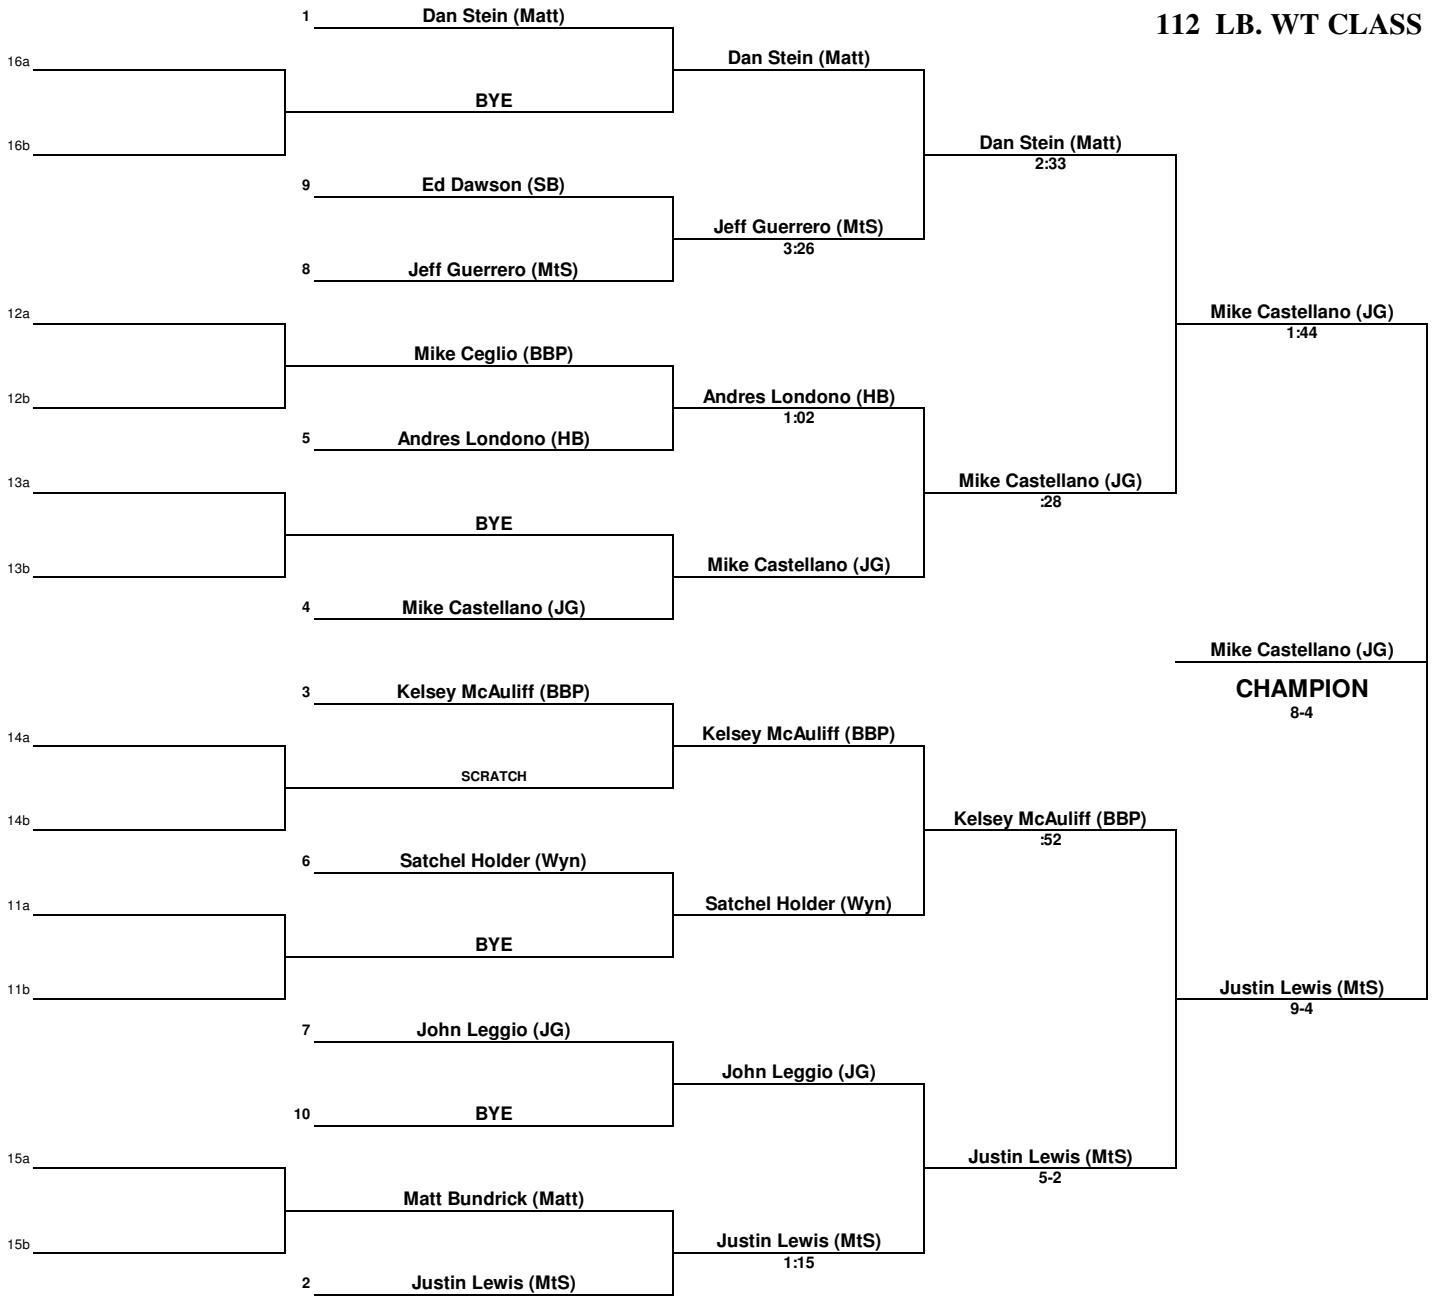 1 Dan Stein (Matt)
112 LB. WT CLASS
16a
Dan Stein (Matt)
BYE
16b
Dan Stein (Matt)
2:33
9 Ed Dawson (SB)
Jeff Guerrero (MtS)
3:26
8 Jeff Guerrero (MtS)
12a
Mike Castellano (JG)
1:44
Mike Ceglio (BBP)
12b
Andres Londono (HB)
1:02
5 Andres Londono (HB)
13a
Mike Castellano (JG)
:28
BYE
13b
Mike Castellano (JG)
4 Mike Castellano (JG)
Mike Castellano (JG)
CHAMPION
8-4
3 Kelsey McAuliff (BBP)
14a
Kelsey McAuliff (BBP)
SCRATCH
14b
Kelsey McAuliff (BBP)
:52
6 Satchel Holder (Wyn)
11a
Satchel Holder (Wyn)
BYE
11b
Justin Lewis (MtS)
9-4
7 John Leggio (JG)
John Leggio (JG)
10 BYE
15a
Justin Lewis (MtS)
5-2
Matt Bundrick (Matt)
15b
Justin Lewis (MtS)
1:15
2 Justin Lewis (MtS)